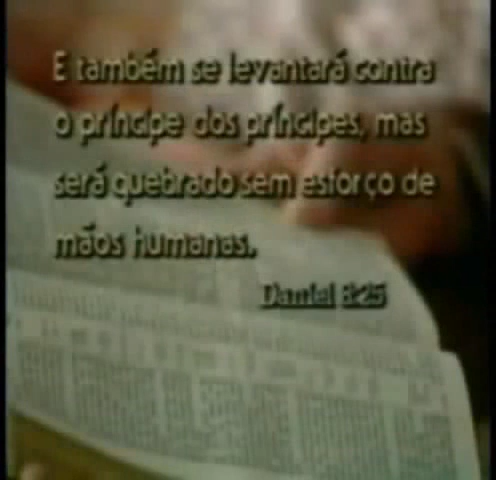 E também se levantará contra
o príncipe dos príncipes, mas
será quebrado sem esforço de
mãos humanas.
Daniel 8:25